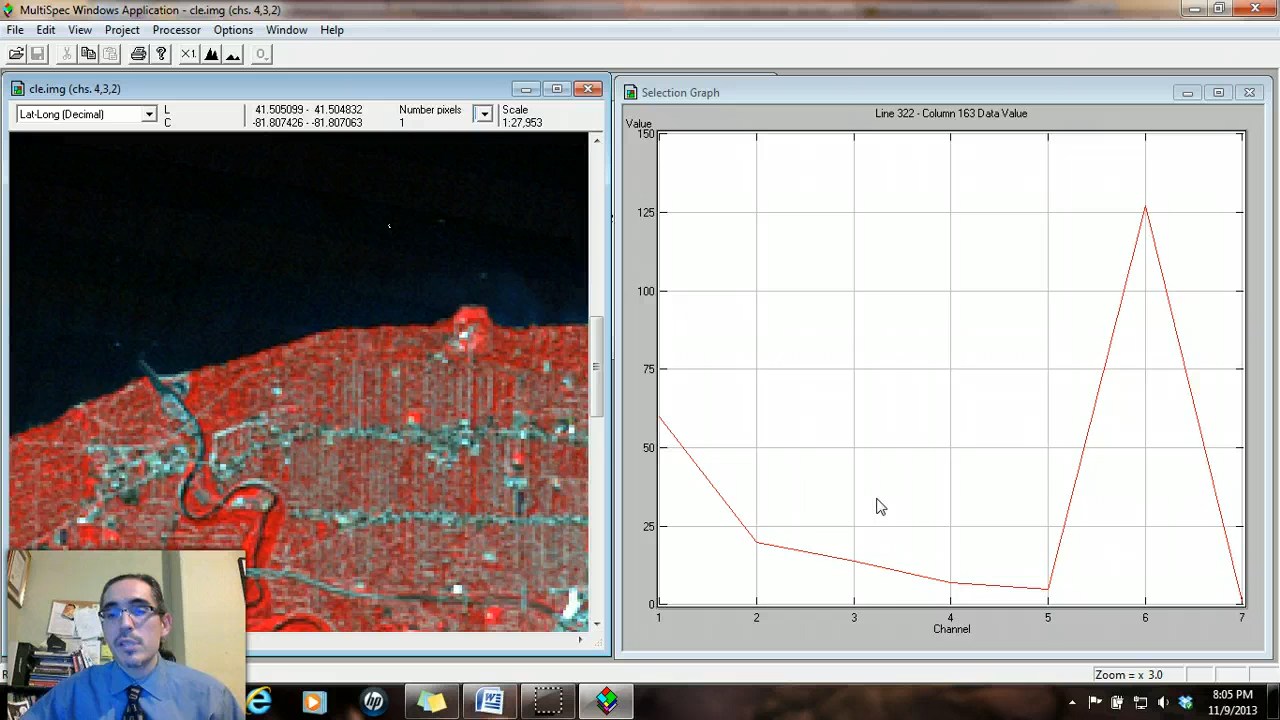 MultiSpec Windows Application - cle.img (chs. 4,3,2)
File Edit View Project Processor Options Window Help
×1
cle.img (chs. 4,3,2)
Selection Graph
Lat-Long (Decimal)
L 41.505099 - 41.504832
C -81.807426 - -81.807063
Number pixels
1
Scale
1:27,953
Line 322 - Column 163 Data Value
Value
150
125
100
75
50
25
0
1 2 3 4 5 6 7
Channel
Zoom = x 3.0
8:05 PM
11/9/2013